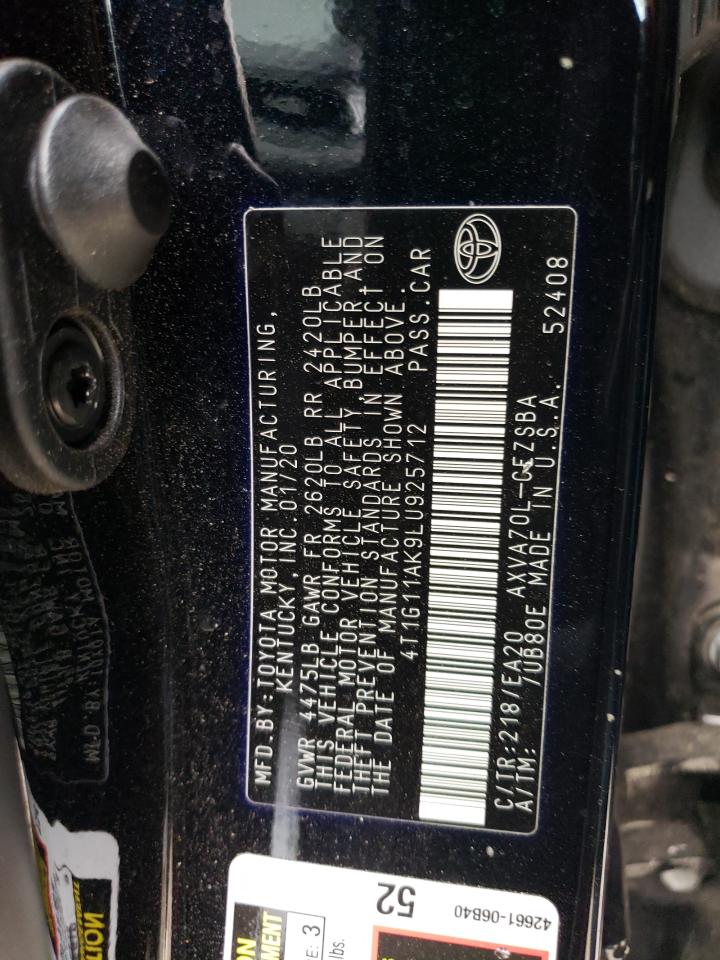 MFD.BY:TOYOTA MOTOR MANUFACTURING,
KENTUCKY, INC.01/20
GVWR 4475LB GAWR FR 2620LB RR 2420LB
THIS VEHICLE CONFORMS TO ALL APPLICABLE
FEDERAL MOTOR VEHICLE SAFETY, BUMPER, AND
THEFT PREVENTION STANDARDS IN EFFECT ON
THE DATE OF MANUFACTURE SHOWN ABOVE.
4T1G11AK9LU925712 PASS.CAR
C/TR:218/EA20 AXVA70L-CEZSBA
A/TM: /UB80E MADE IN U.S.A. 52408
52
42661-06B40
3
lbs.